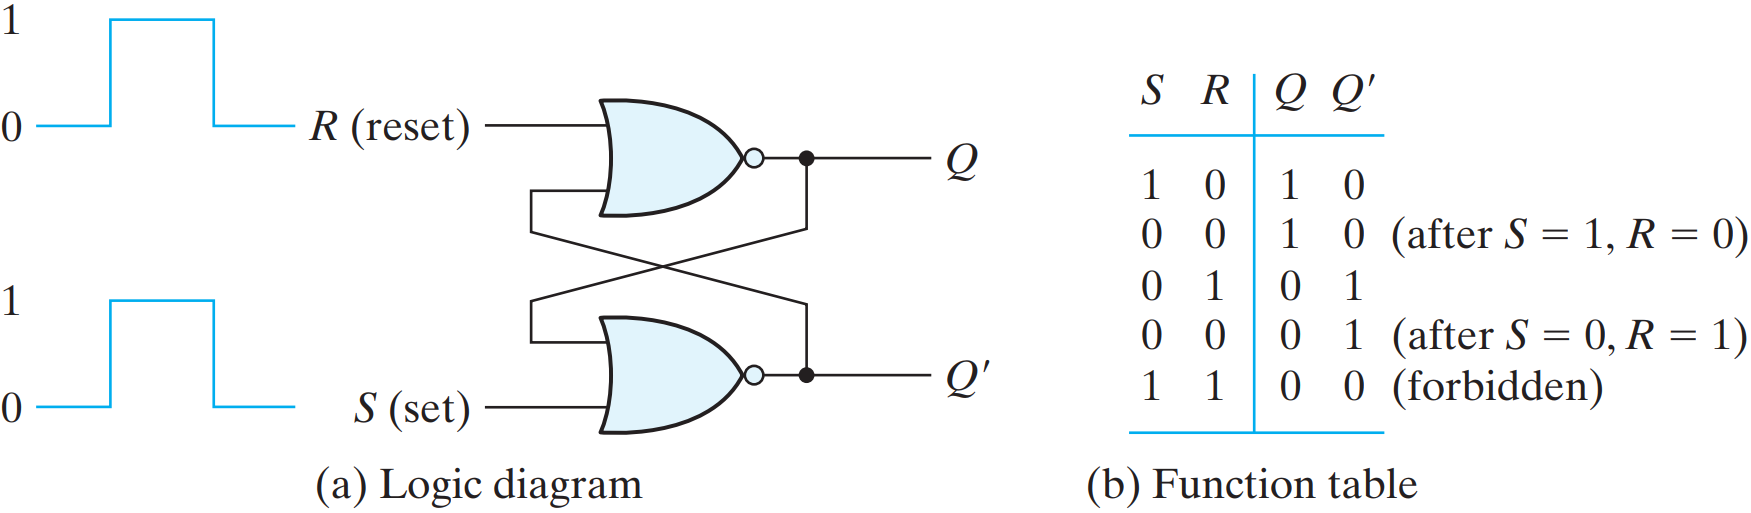 1
0
R (reset)
Q
1
0
S (set)
Q′
(a) Logic diagram
S R Q Q′
1 0 1 0
0 0 1 0 (after S = 1, R = 0)
0 1 0 1
0 0 0 1 (after S = 0, R = 1)
1 1 0 0 (forbidden)
(b) Function table